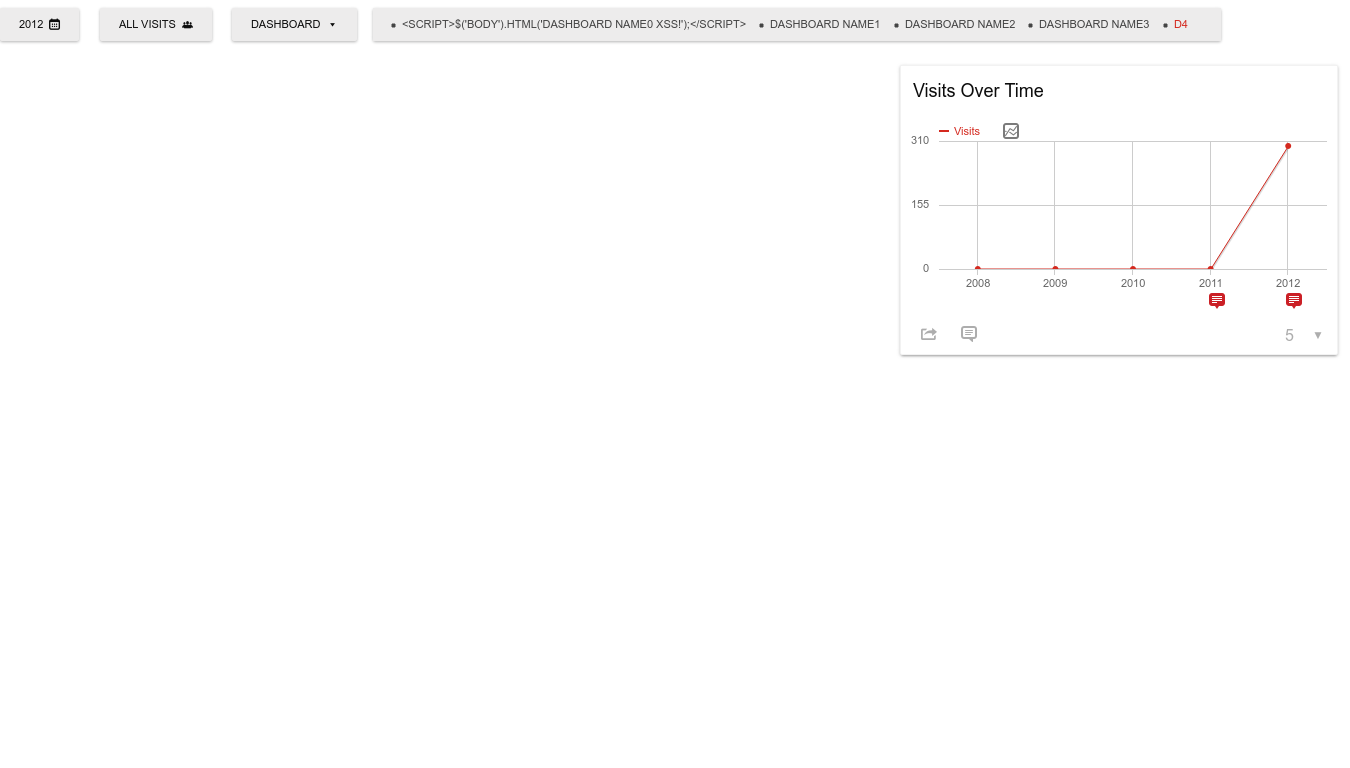 2012 ALL VISITS DASHBOARD <SCRIPT>$('BODY').HTML('DASHBOARD NAME0 XSS!');</SCRIPT> DASHBOARD NAME1 DASHBOARD NAME2 DASHBOARD NAME3 D4
Visits Over Time
Visits
310
155
0
2008 2009 2010 2011 2012
5